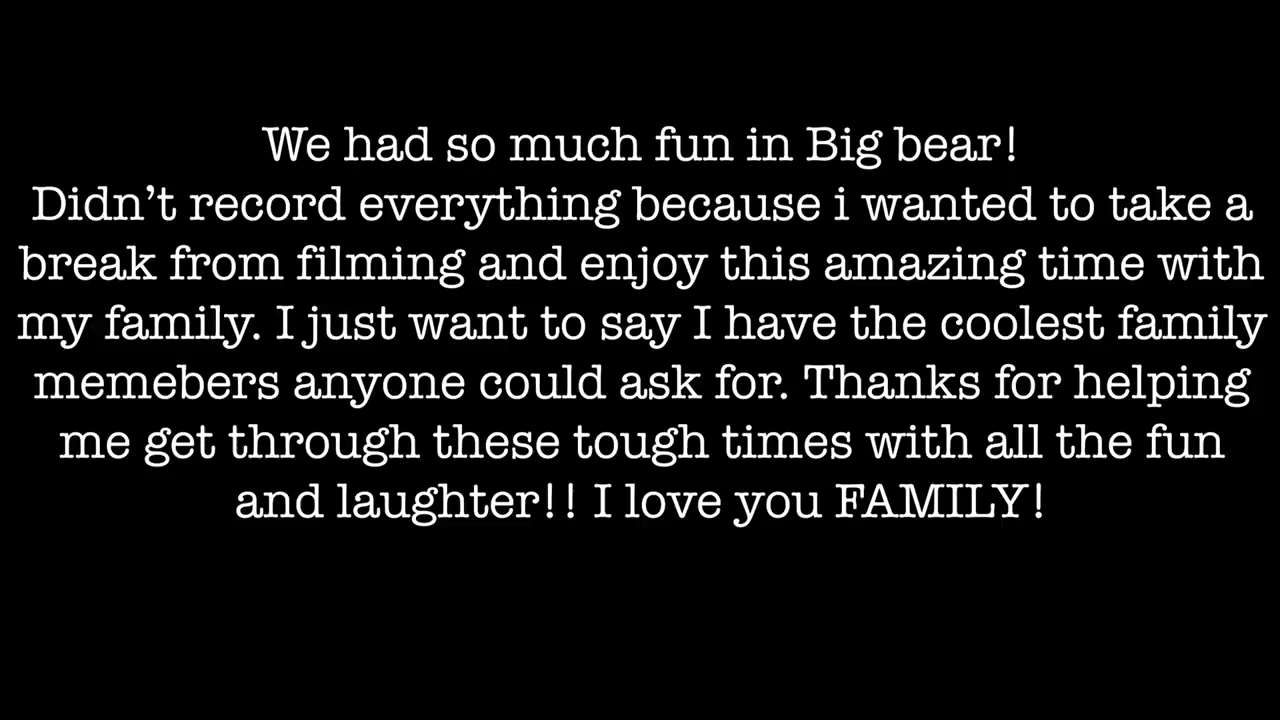 We had so much fun in Big bear!
Didn’t record everything because i wanted to take a
break from filming and enjoy this amazing time with
my family. I just want to say I have the coolest family
memebers anyone could ask for. Thanks for helping
me get through these tough times with all the fun
and laughter!! I love you FAMILY!